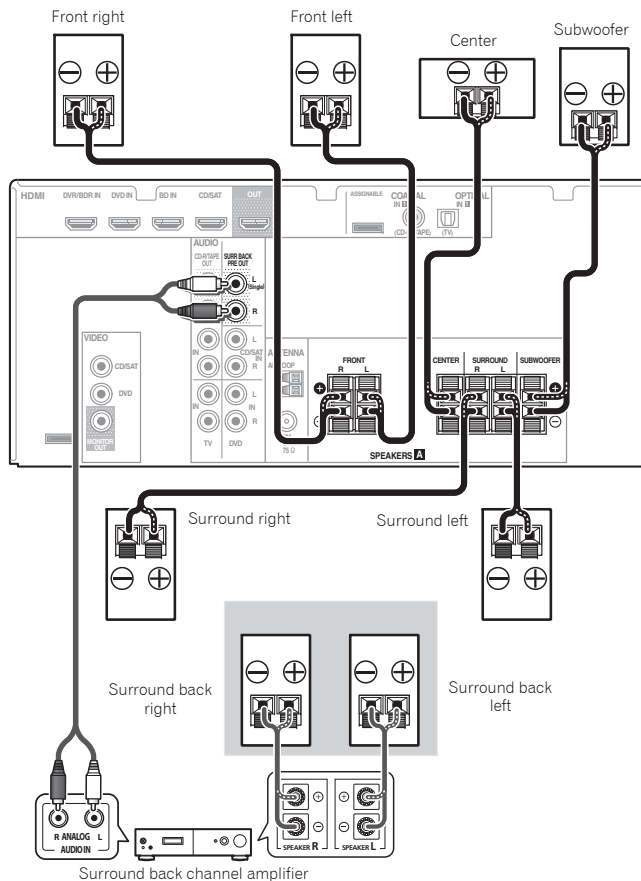 Front right
Front left
Center
Subwoofer
HDMI
DVR/BDR IN
DVD IN
BD IN
CD/SAT
OUT
ASSIGNABLE
COAXIAL
OPTICAL
IN 1
IN 1
(CD-R/TAPE)
(TV)
AUDIO
CD-R/TAPE
OUT
SURR BACK
PRE OUT
L
(Single)
R
VIDEO
CD/SAT
DVD
MONITOR
OUT
IN
L
CD/SAT
IN
R
IN
L
IN
R
TV
DVD
ANTENNA
75 Ω
FRONT
R L
CENTER
SURROUND
R L
SUBWOOFER
SPEAKERS A
Surround right
Surround left
Surround back
right
Surround back
left
R ANALOG L
AUDIO IN
SPEAKER R
SPEAKER L
Surround back channel amplifier